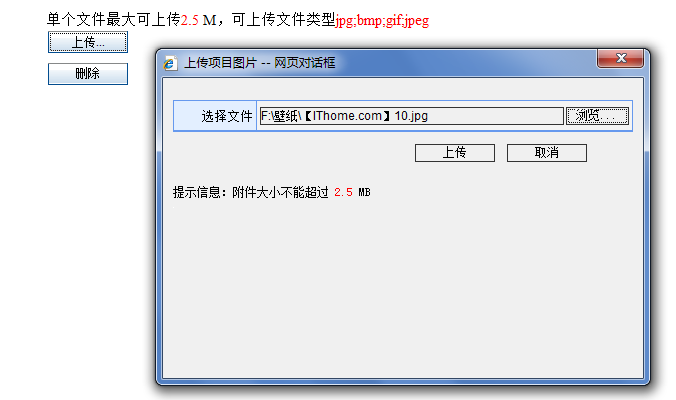 单个文件最大可上传2.5 M，可上传文件类型jpg;bmp;gif;jpeg
上传...
删除
上传项目图片 -- 网页对话框
选择文件 F:\壁纸\【IThome.com】10.jpg 浏览...
上传 取消
提示信息：附件大小不能超过 2.5 MB